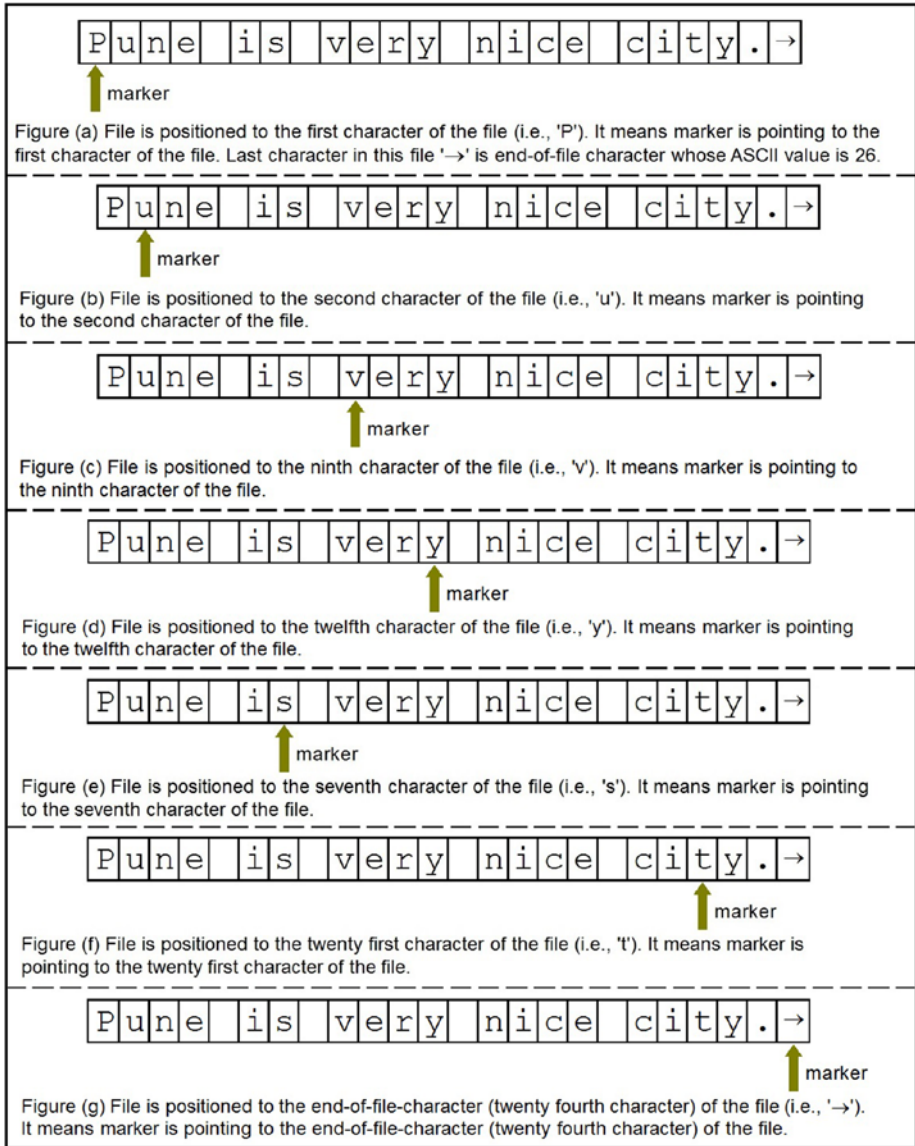 Pune is very nice city.→
marker
Figure (a) File is positioned to the first character of the file (i.e., 'P'). It means marker is pointing to the
first character of the file. Last character in this file '→' is end-of-file character whose ASCII value is 26.
Pune is very nice city.→
marker
Figure (b) File is positioned to the second character of the file (i.e., 'u'). It means marker is pointing
to the second character of the file.
Pune is very nice city.→
marker
Figure (c) File is positioned to the ninth character of the file (i.e., 'v'). It means marker is pointing to
the ninth character of the file.
Pune is very nice city.→
marker
Figure (d) File is positioned to the twelfth character of the file (i.e., 'y'). It means marker is pointing
to the twelfth character of the file.
Pune is very nice city.→
marker
Figure (e) File is positioned to the seventh character of the file (i.e., 's'). It means marker is pointing
to the seventh character of the file.
Pune is very nice city.→
marker
Figure (f) File is positioned to the twenty first character of the file (i.e., 't'). It means marker is
pointing to the twenty first character of the file.
Pune is very nice city.→
marker
Figure (g) File is positioned to the end-of-file-character (twenty fourth character) of the file (i.e., '→').
It means marker is pointing to the end-of-file-character (twenty fourth character) of the file.